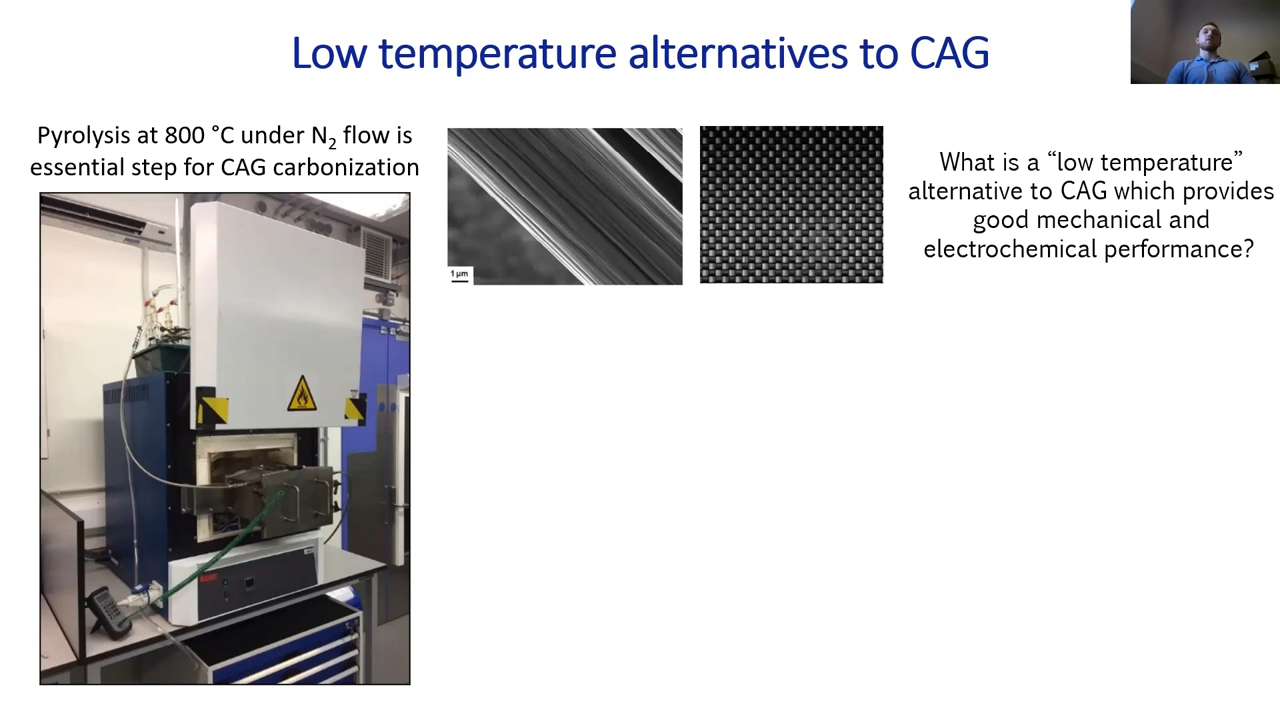 Low temperature alternatives to CAG
Pyrolysis at 800 °C under N₂ flow is
essential step for CAG carbonization
1 μm
What is a “low temperature”
alternative to CAG which provides
good mechanical and
electrochemical performance?